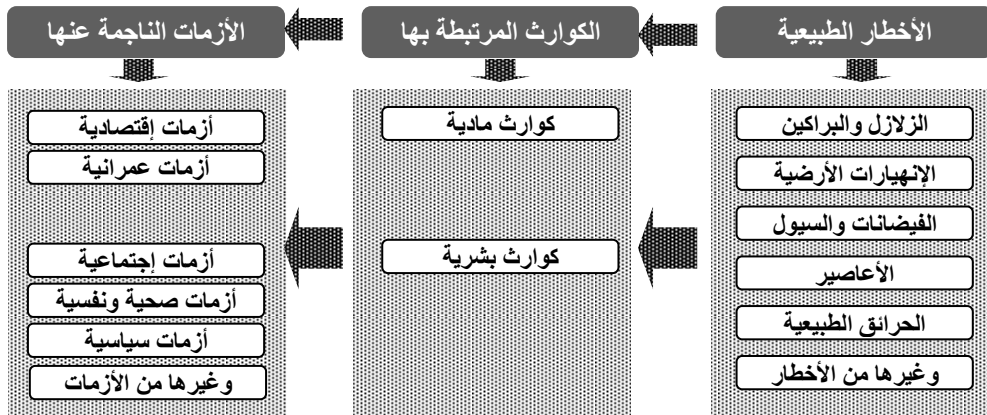 الأخطار الطبيعية
الكوارث المرتبطة بها
الأزمات الناجمة عنها
الزلازل والبراكين
الإنهيارات الأرضية
الفيضانات والسيول
الأعاصير
الحرائق الطبيعية
وغيرها من الأخطار
كوارث مادية
كوارث بشرية
أزمات إقتصادية
أزمات عمرانية
أزمات إجتماعية
أزمات صحية ونفسية
أزمات سياسية
وغيرها من الأزمات